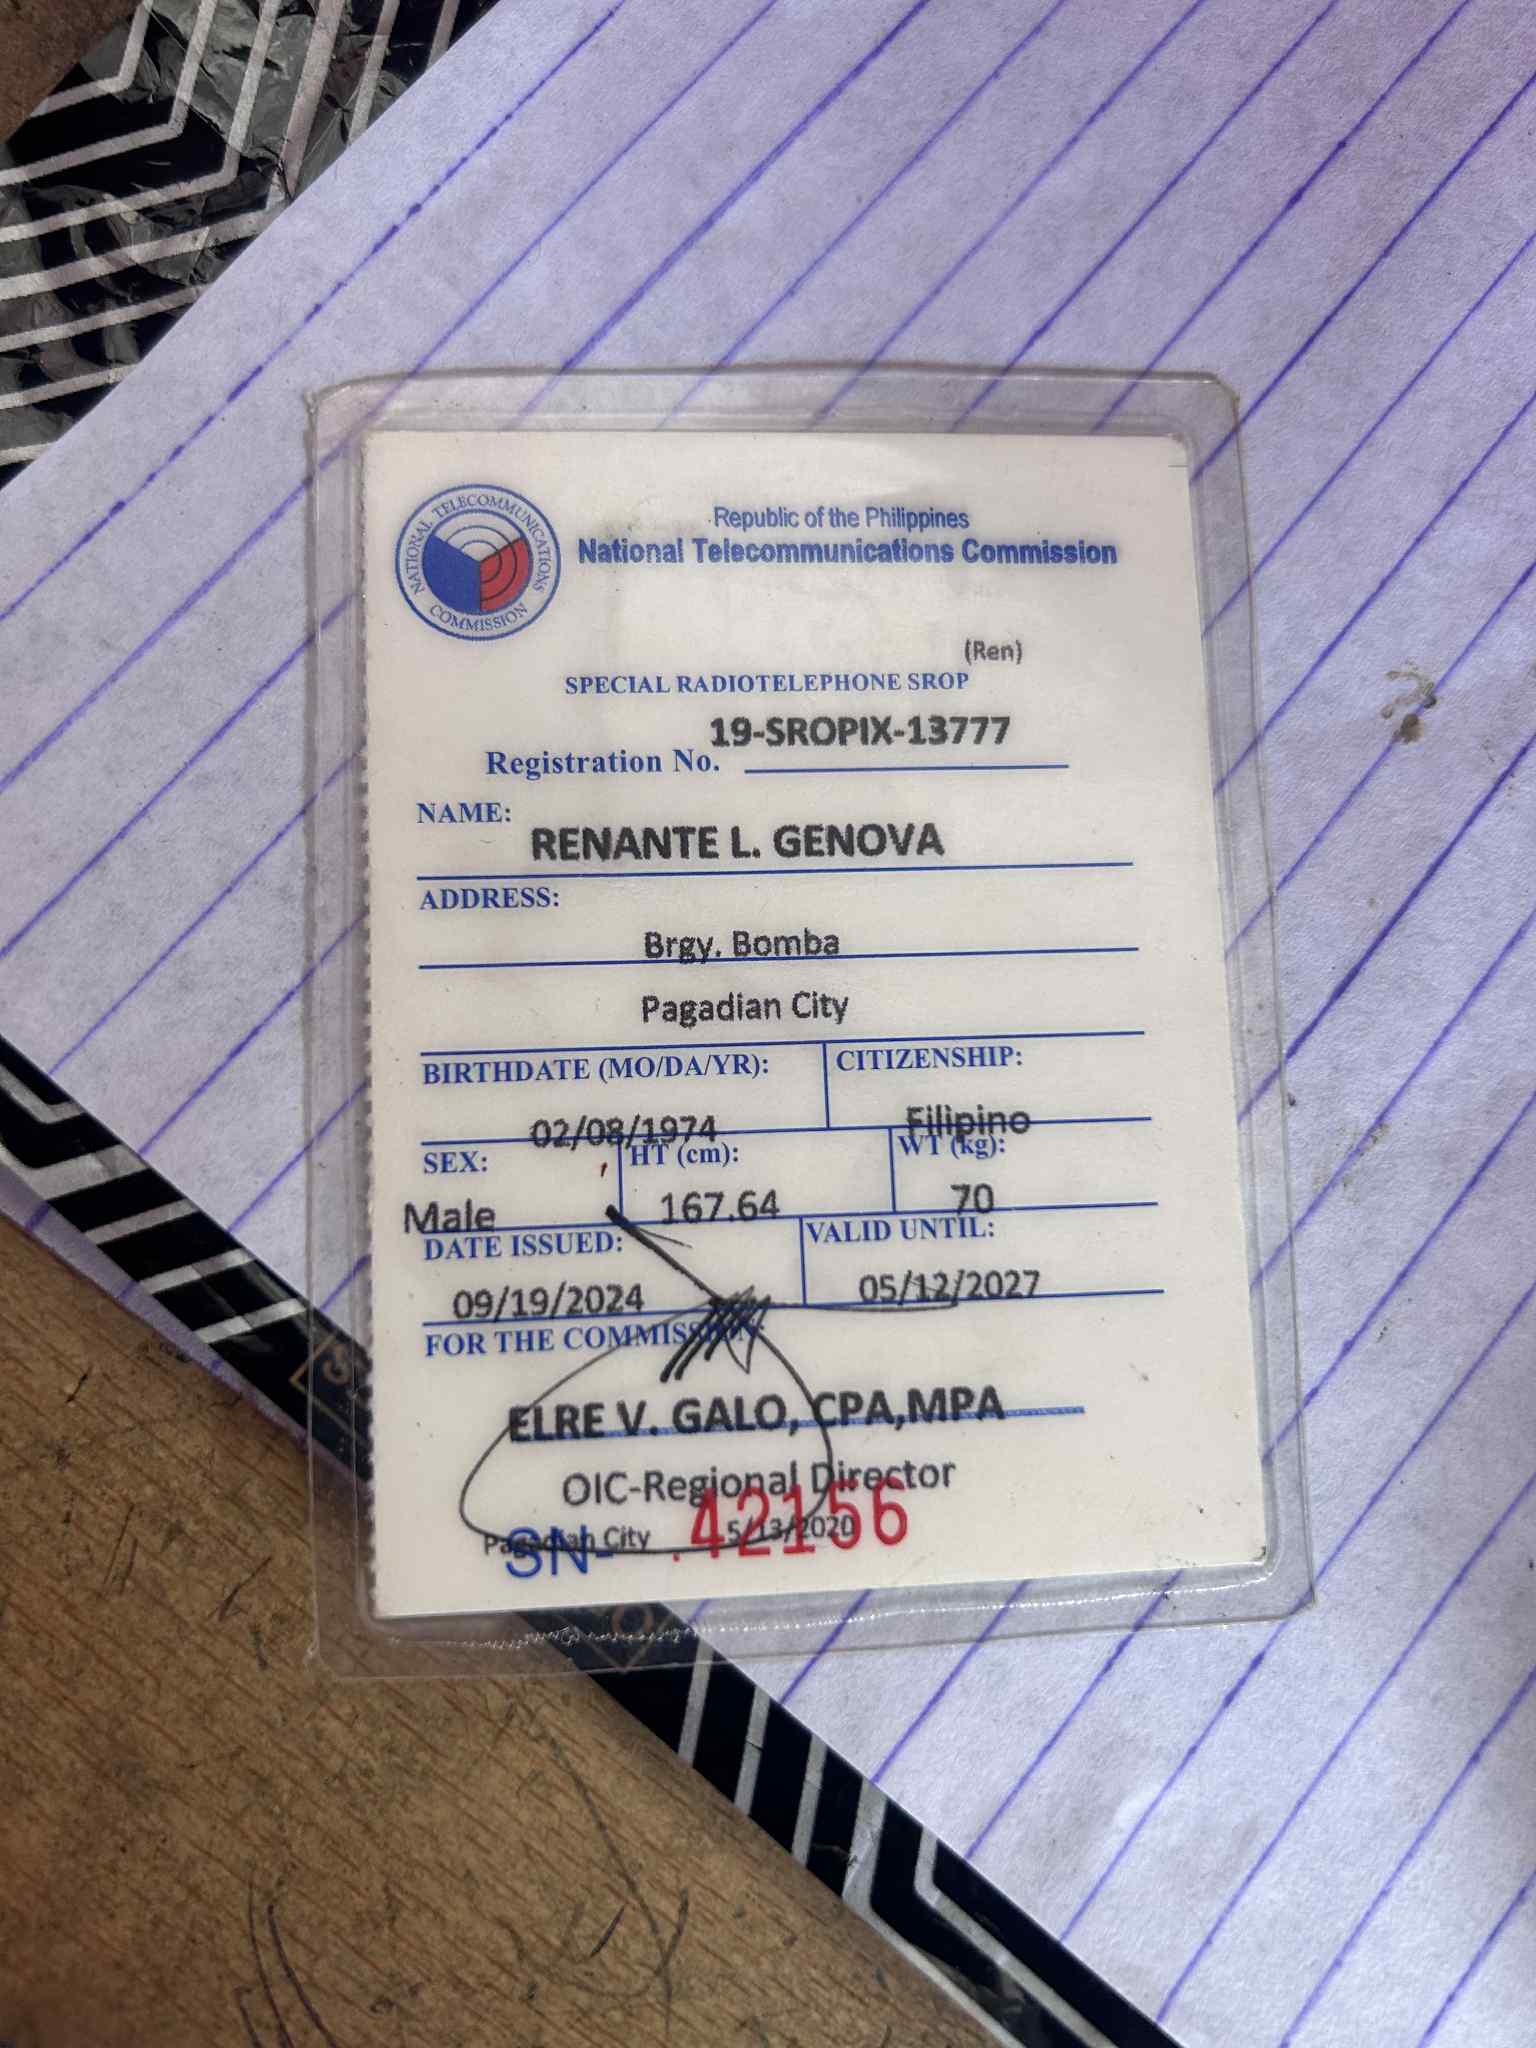 NATIONAL TELECOMMUNICATIONS COMMISSION
Republic of the Philippines
National Telecommunications Commission
(Ren)
SPECIAL RADIOTELEPHONE SROP
Registration No. 19-SROPIX-13777
NAME:
RENANTE L. GENOVA
ADDRESS:
Brgy. Bomba
Pagadian City
BIRTHDATE (MO/DA/YR): CITIZENSHIP:
02/08/1974 Filipino
SEX: HT (cm): WT (kg):
Male 167.64 70
DATE ISSUED: VALID UNTIL:
09/19/2024 05/12/2027
FOR THE COMMISSION:
ELRE V. GALO, CPA,MPA
OIC-Regional Director
Pagadian City 5/13/2020
SN- 42156